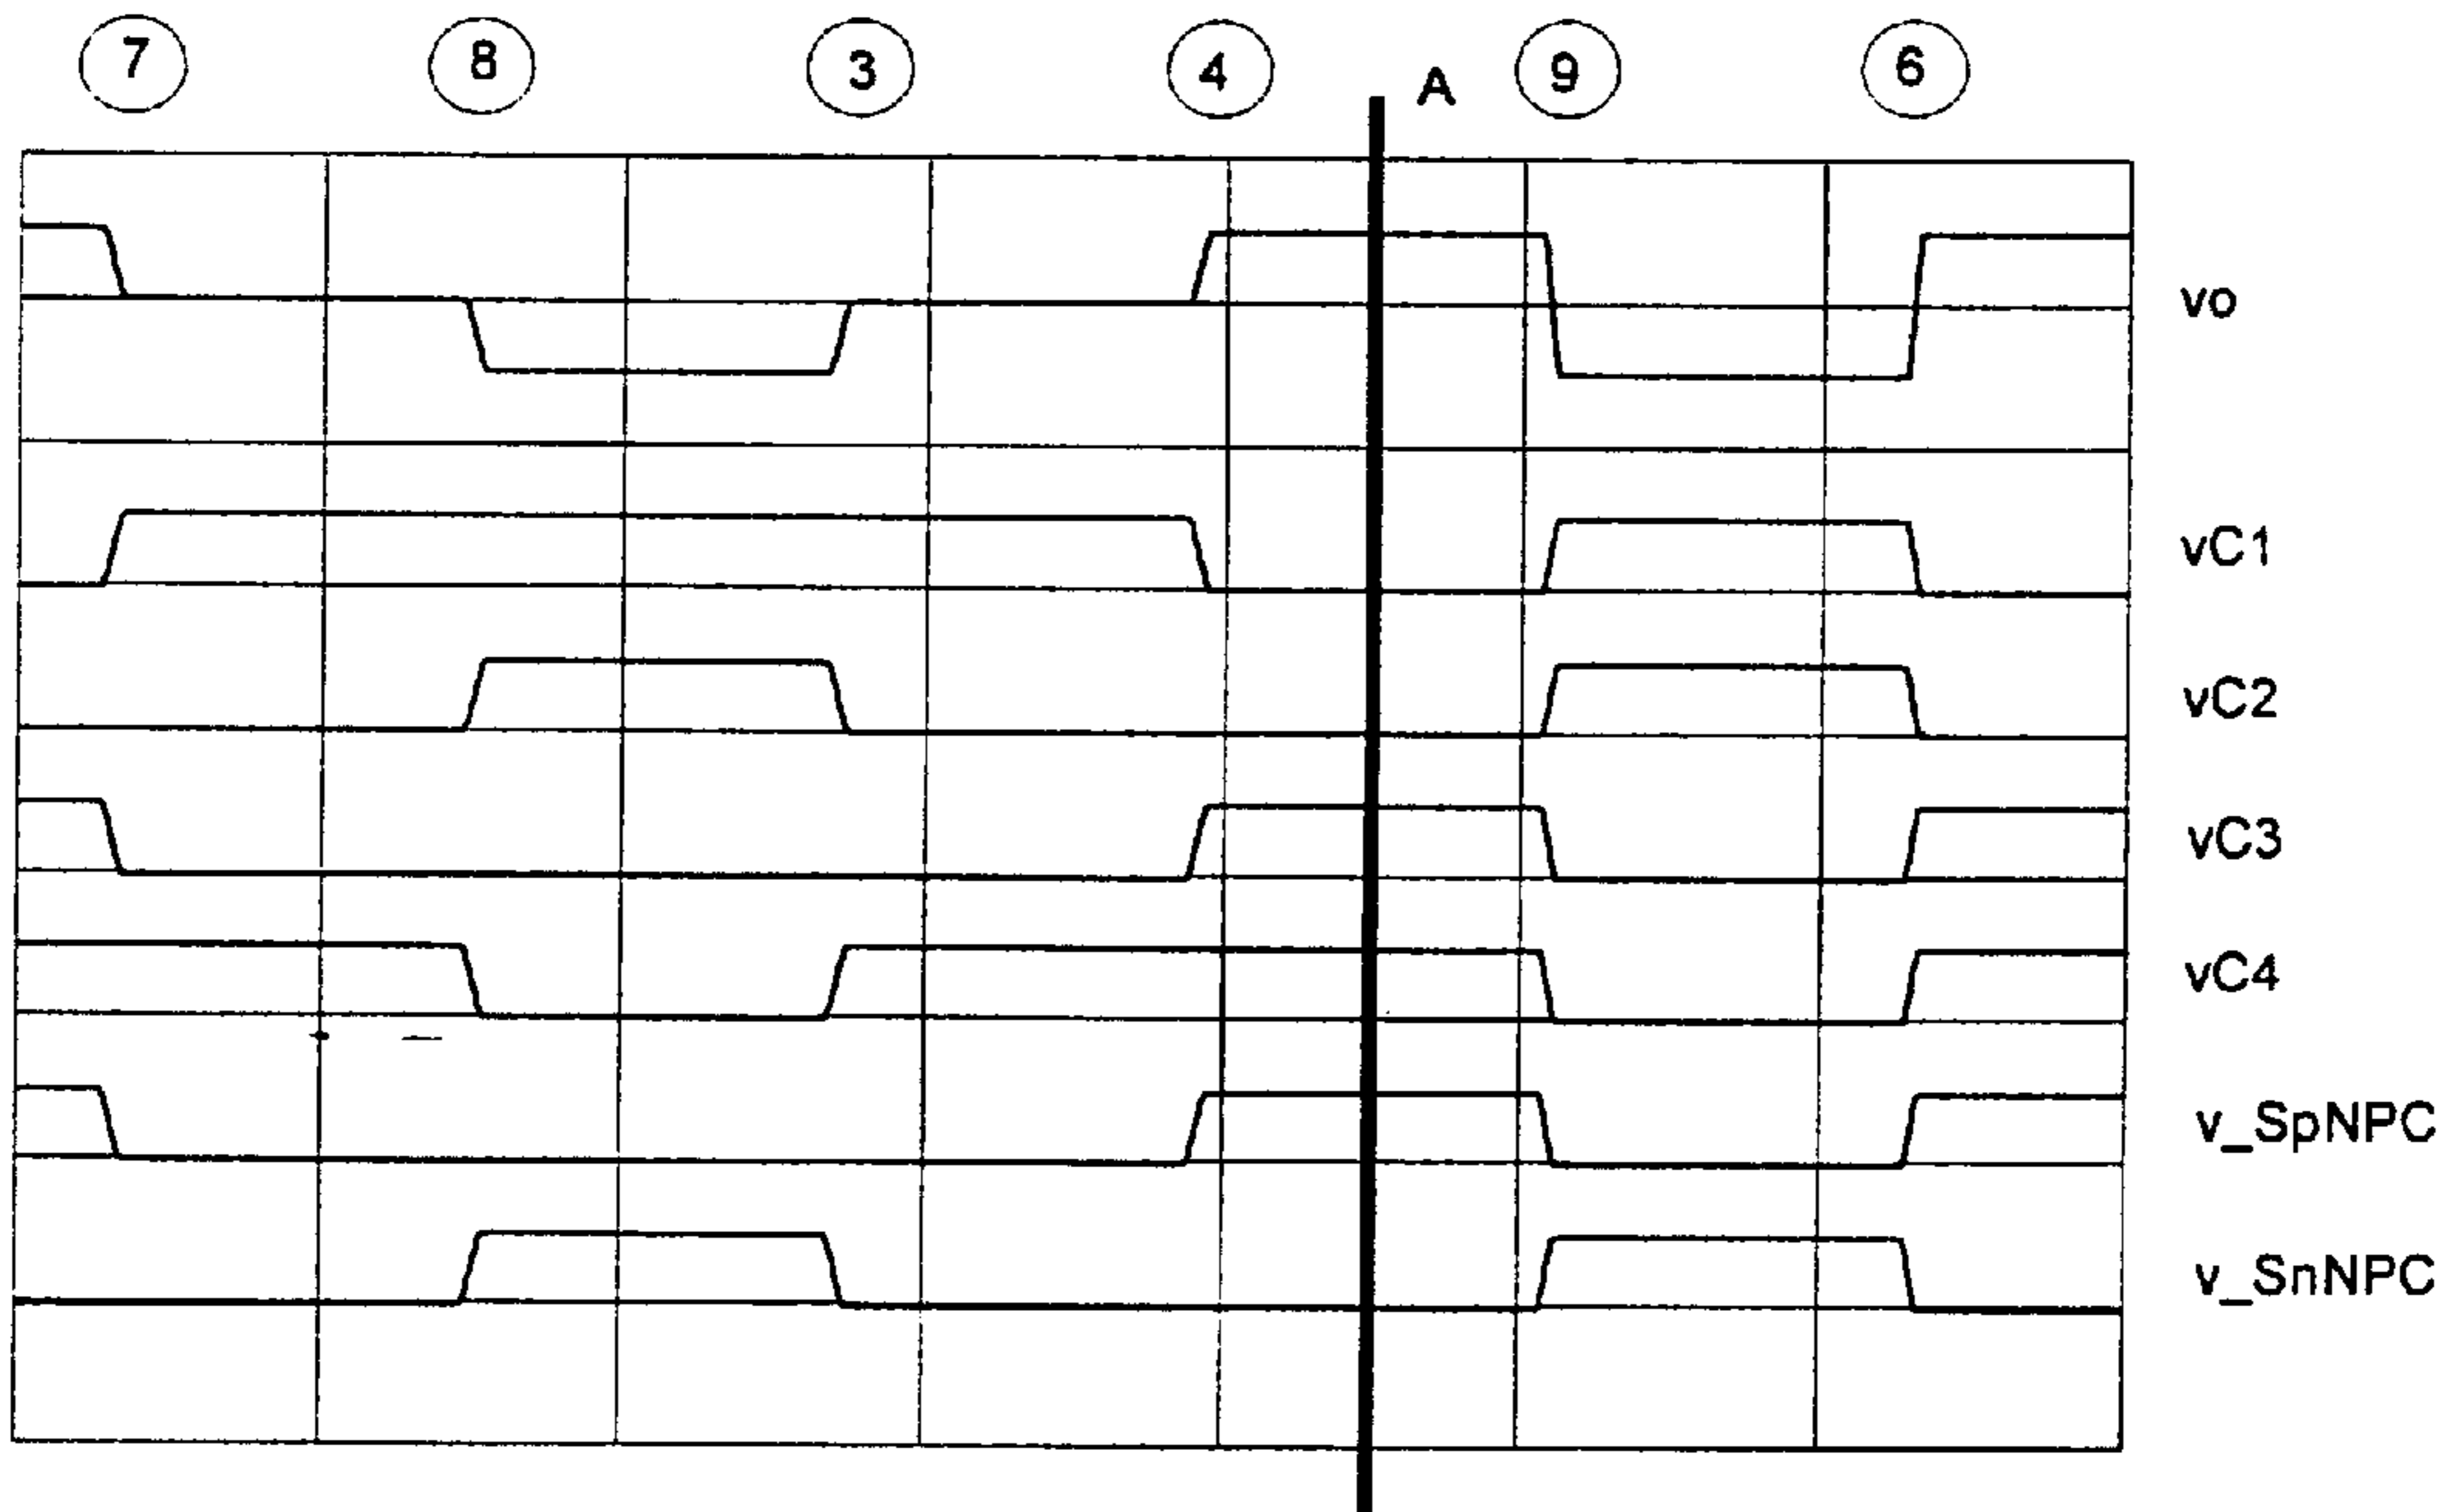 7 8 3 4 A 9 6
vo
vC1
vC2
vC3
vC4
v_SpNPC
v_SnNPC